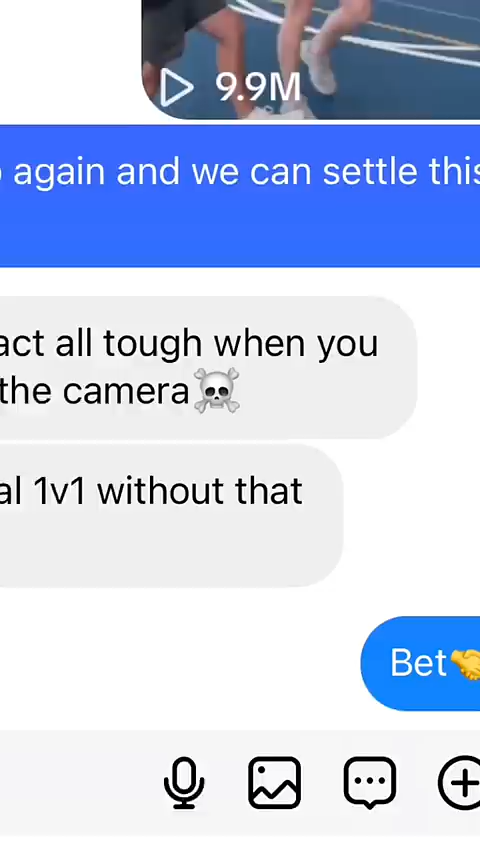 9.9M
again and we can settle this
act all tough when you
the camera☠️
al 1v1 without that
Bet🤝